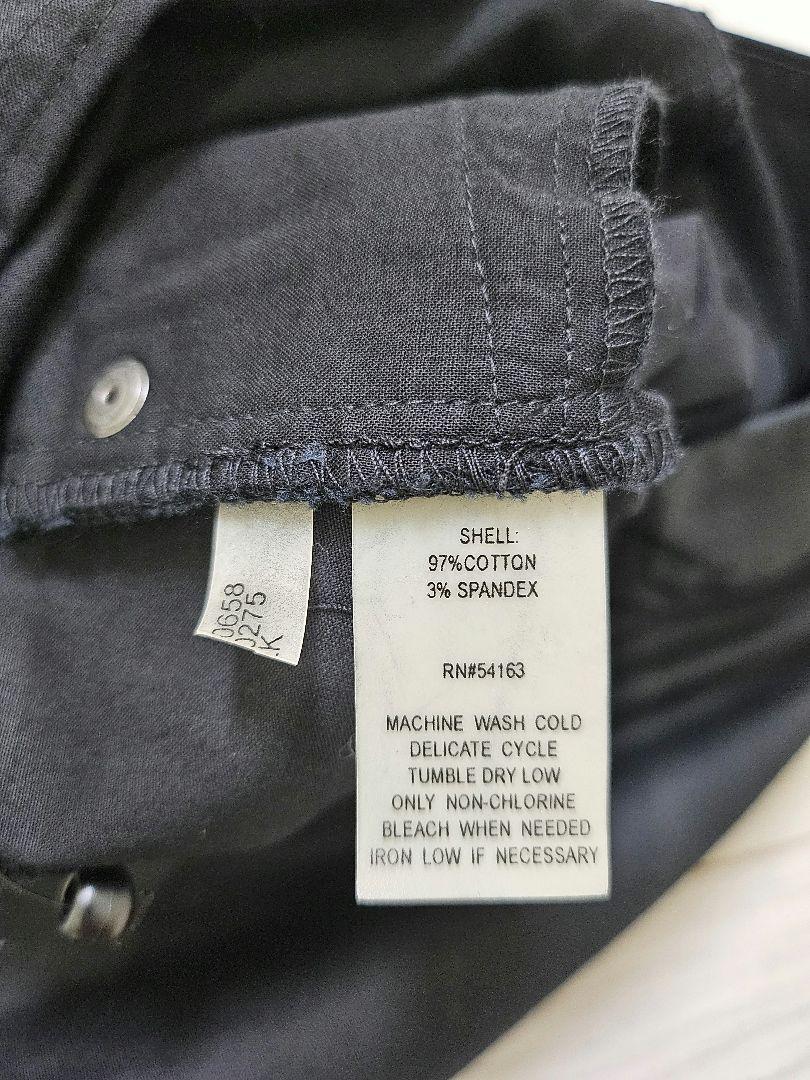 0658
0275
K
SHELL:
97%COTTON
3% SPANDEX
RN#54163
MACHINE WASH COLD
DELICATE CYCLE
TUMBLE DRY LOW
ONLY NON-CHLORINE
BLEACH WHEN NEEDED
IRON LOW IF NECESSARY